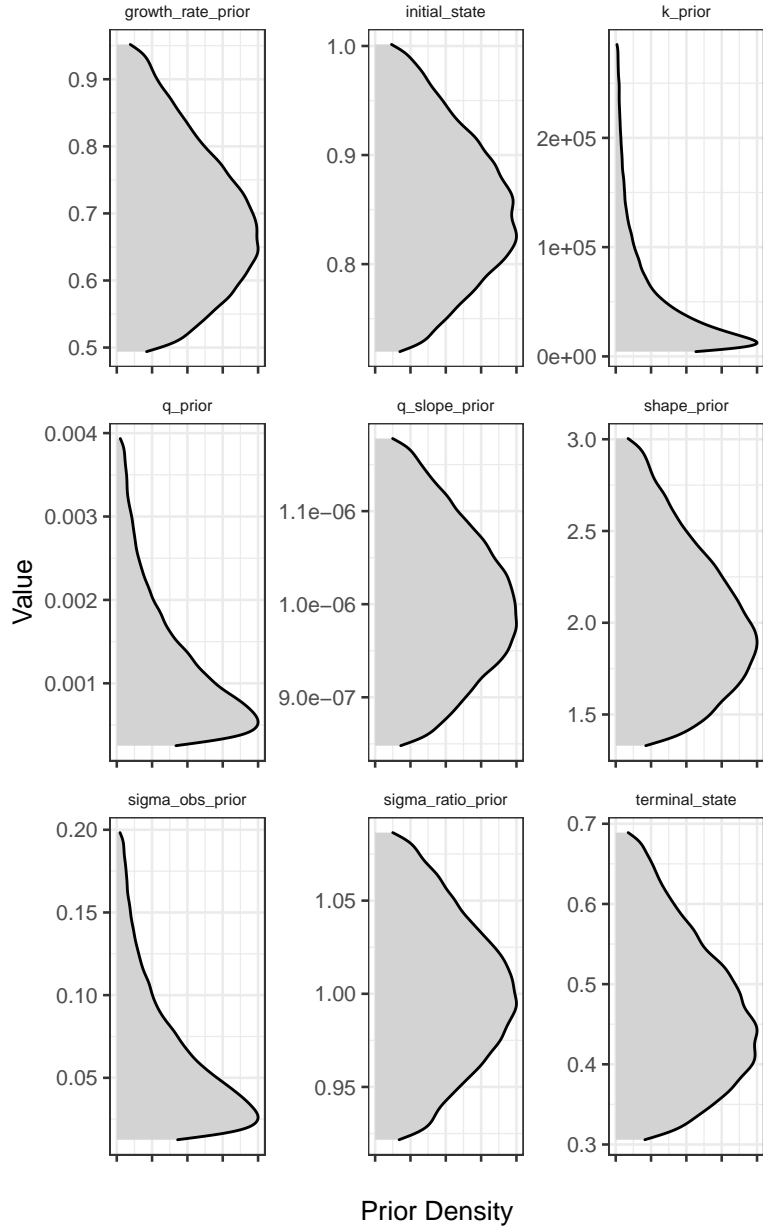 growth_rate_prior initial_state k_prior
0.9
0.8
0.7
0.6
0.5
1.0
0.9
0.8
2e+05
1e+05
0e+00
q_prior q_slope_prior shape_prior
0.004
0.003
0.002
0.001
1.1e−06
1.0e−06
9.0e−07
3.0
2.5
2.0
1.5
sigma_obs_prior sigma_ratio_prior terminal_state
0.20
0.15
0.10
0.05
1.05
1.00
0.95
0.7
0.6
0.5
0.4
0.3
Value
Prior Density